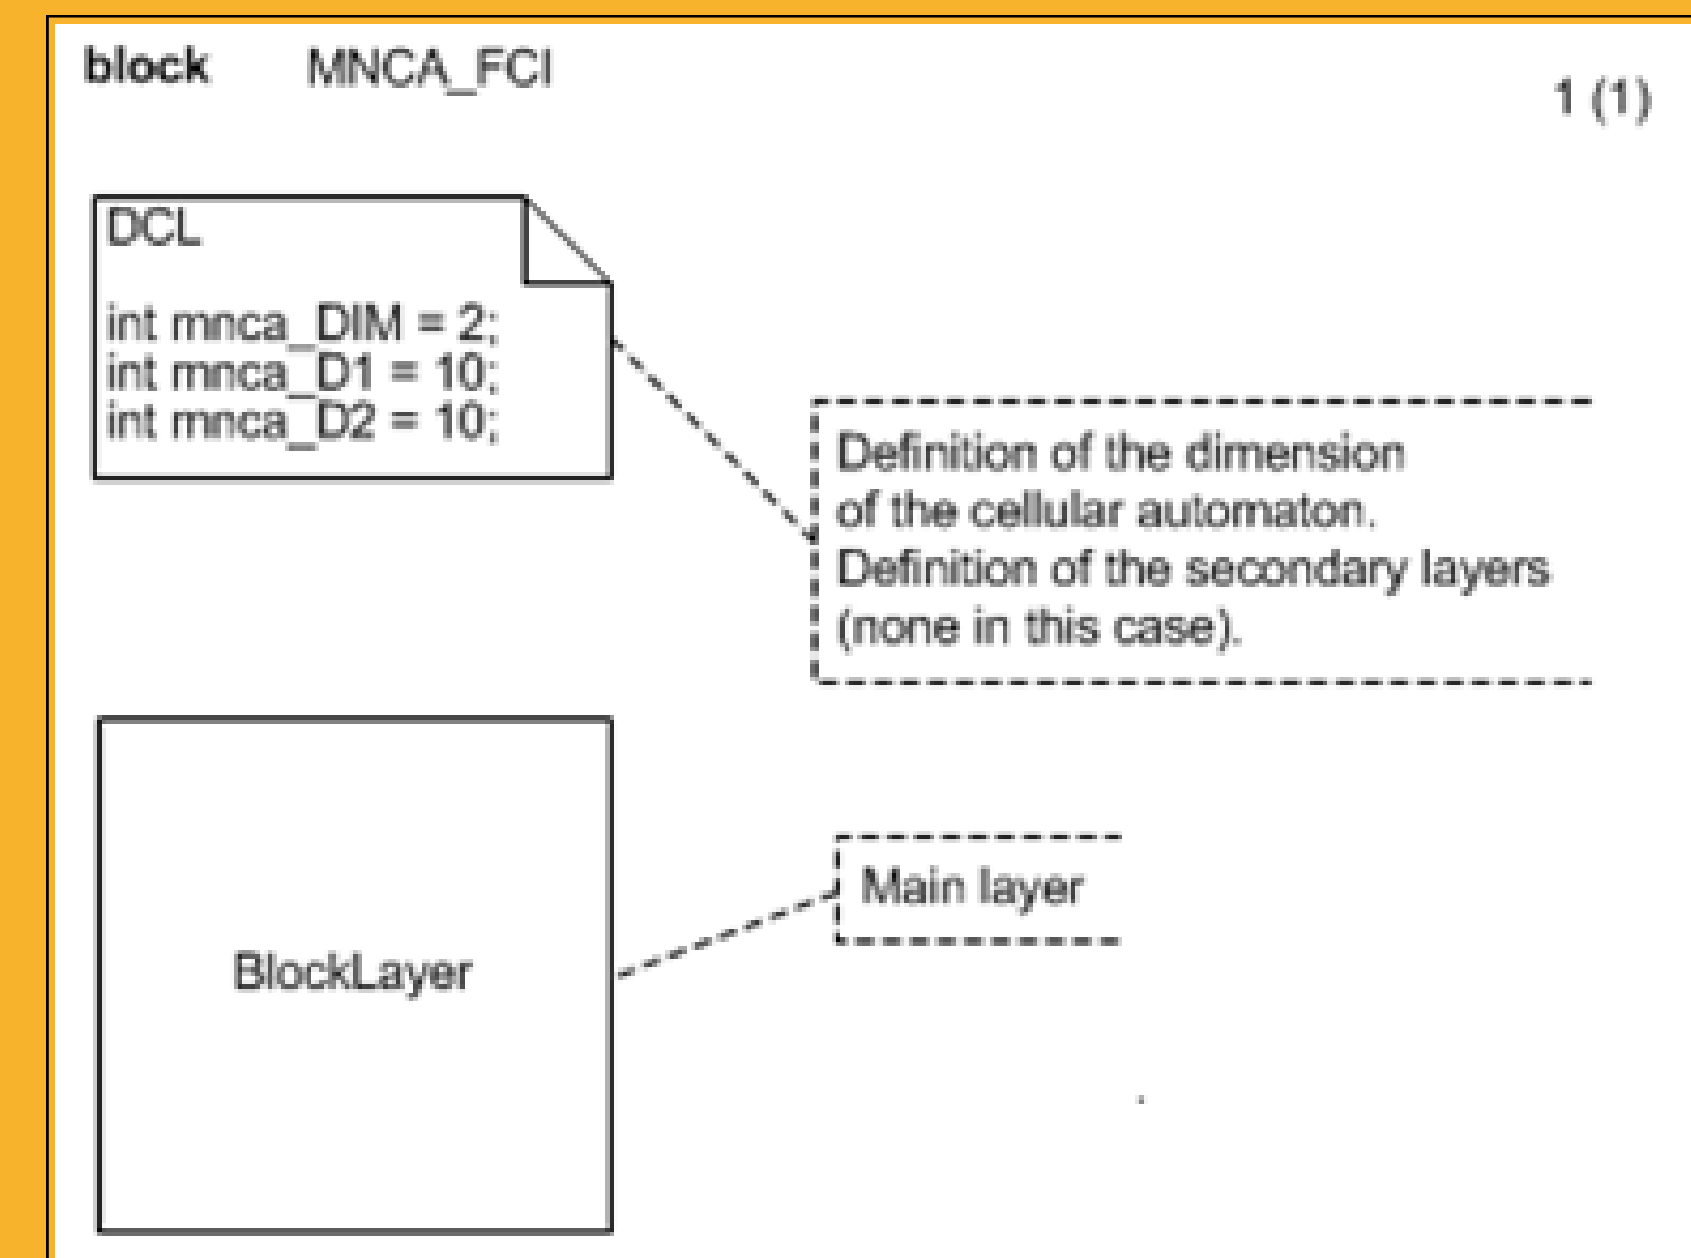 block MNCA_FCI
1 (1)
DCL
int mnca_DIM = 2;
int mnca_D1 = 10;
int mnca_D2 = 10;
Definition of the dimension
of the cellular automaton.
Definition of the secondary layers
(none in this case).
BlockLayer
Main layer